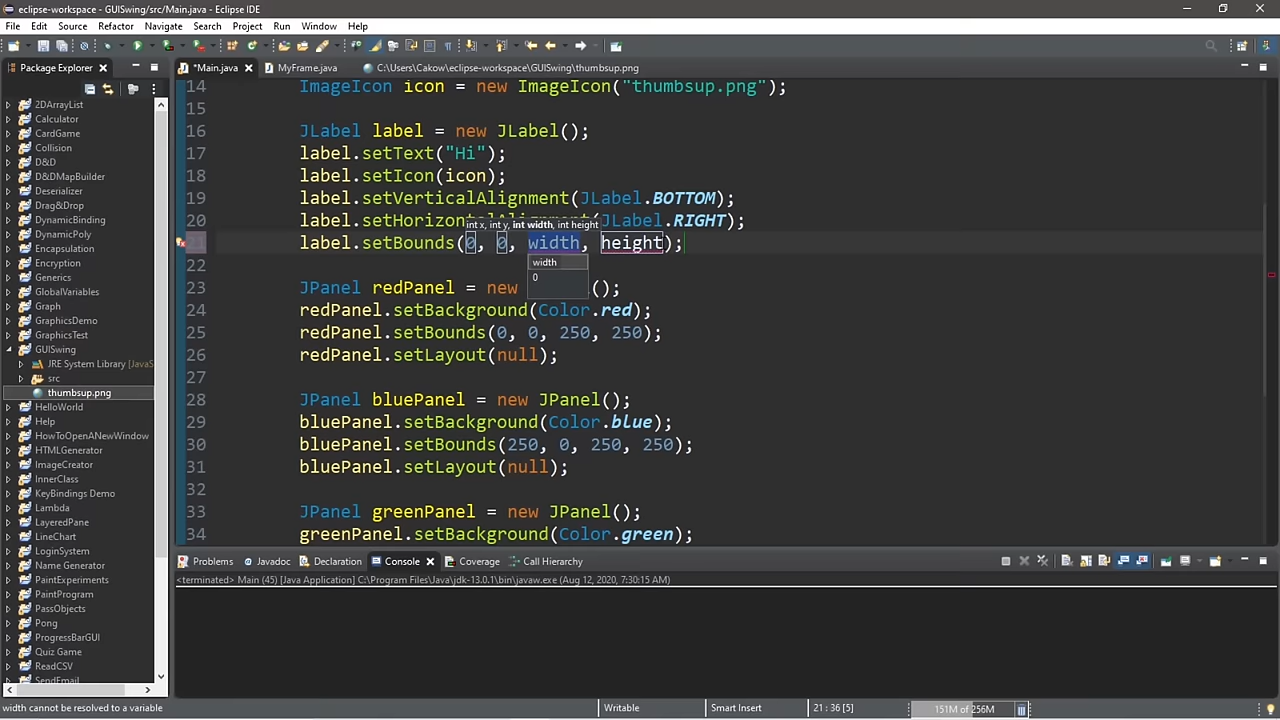 eclipse-workspace - GUISwing/src/Main.java - Eclipse IDE
File Edit Source Refactor Navigate Search Project Run Window Help
Package Explorer
*Main.java
MyFrame.java
C:\Users\Cakow\eclipse-workspace\GUISwing\thumbsup.png
2DArrayList
Calculator
CardGame
Collision
D&D
D&DMapBuilder
Deserializer
Drag&Drop
DynamicBinding
DynamicPoly
Encapsulation
Encryption
Generics
GlobalVariables
Graph
GraphicsDemo
GraphicsTest
GUISwing
JRE System Library [JavaS
src
thumbsup.png
HelloWorld
Help
HowToOpenANewWindow
HTMLGenerator
ImageCreator
InnerClass
KeyBindings Demo
Lambda
LayeredPane
LineChart
LoginSystem
Name Generator
PaintExperiments
PaintProgram
PassObjects
Pong
ProgressBarGUI
Quiz Game
ReadCSV
SendEmail
14 ImageIcon icon = new ImageIcon("thumbsup.png");
15
16 JLabel label = new JLabel();
17 label.setText("Hi");
18 label.setIcon(icon);
19 label.setVerticalAlignment(JLabel.BOTTOM);
20 label.setHorizontalAlignment(JLabel.RIGHT);
int x, int y, int width, int height
21 label.setBounds(0, 0, width, height);
width
0
22
23 JPanel redPanel = new ();
24 redPanel.setBackground(Color.red);
25 redPanel.setBounds(0, 0, 250, 250);
26 redPanel.setLayout(null);
27
28 JPanel bluePanel = new JPanel();
29 bluePanel.setBackground(Color.blue);
30 bluePanel.setBounds(250, 0, 250, 250);
31 bluePanel.setLayout(null);
32
33 JPanel greenPanel = new JPanel();
34 greenPanel.setBackground(Color.green);
Problems Javadoc Declaration Console Coverage Call Hierarchy
<terminated> Main (45) [Java Application] C:\Program Files\Java\jdk-13.0.1\bin\javaw.exe (Aug 12, 2020, 7:30:15 AM)
width cannot be resolved to a variable
Writable
Smart Insert
21 : 36 [5]
151M of 256M